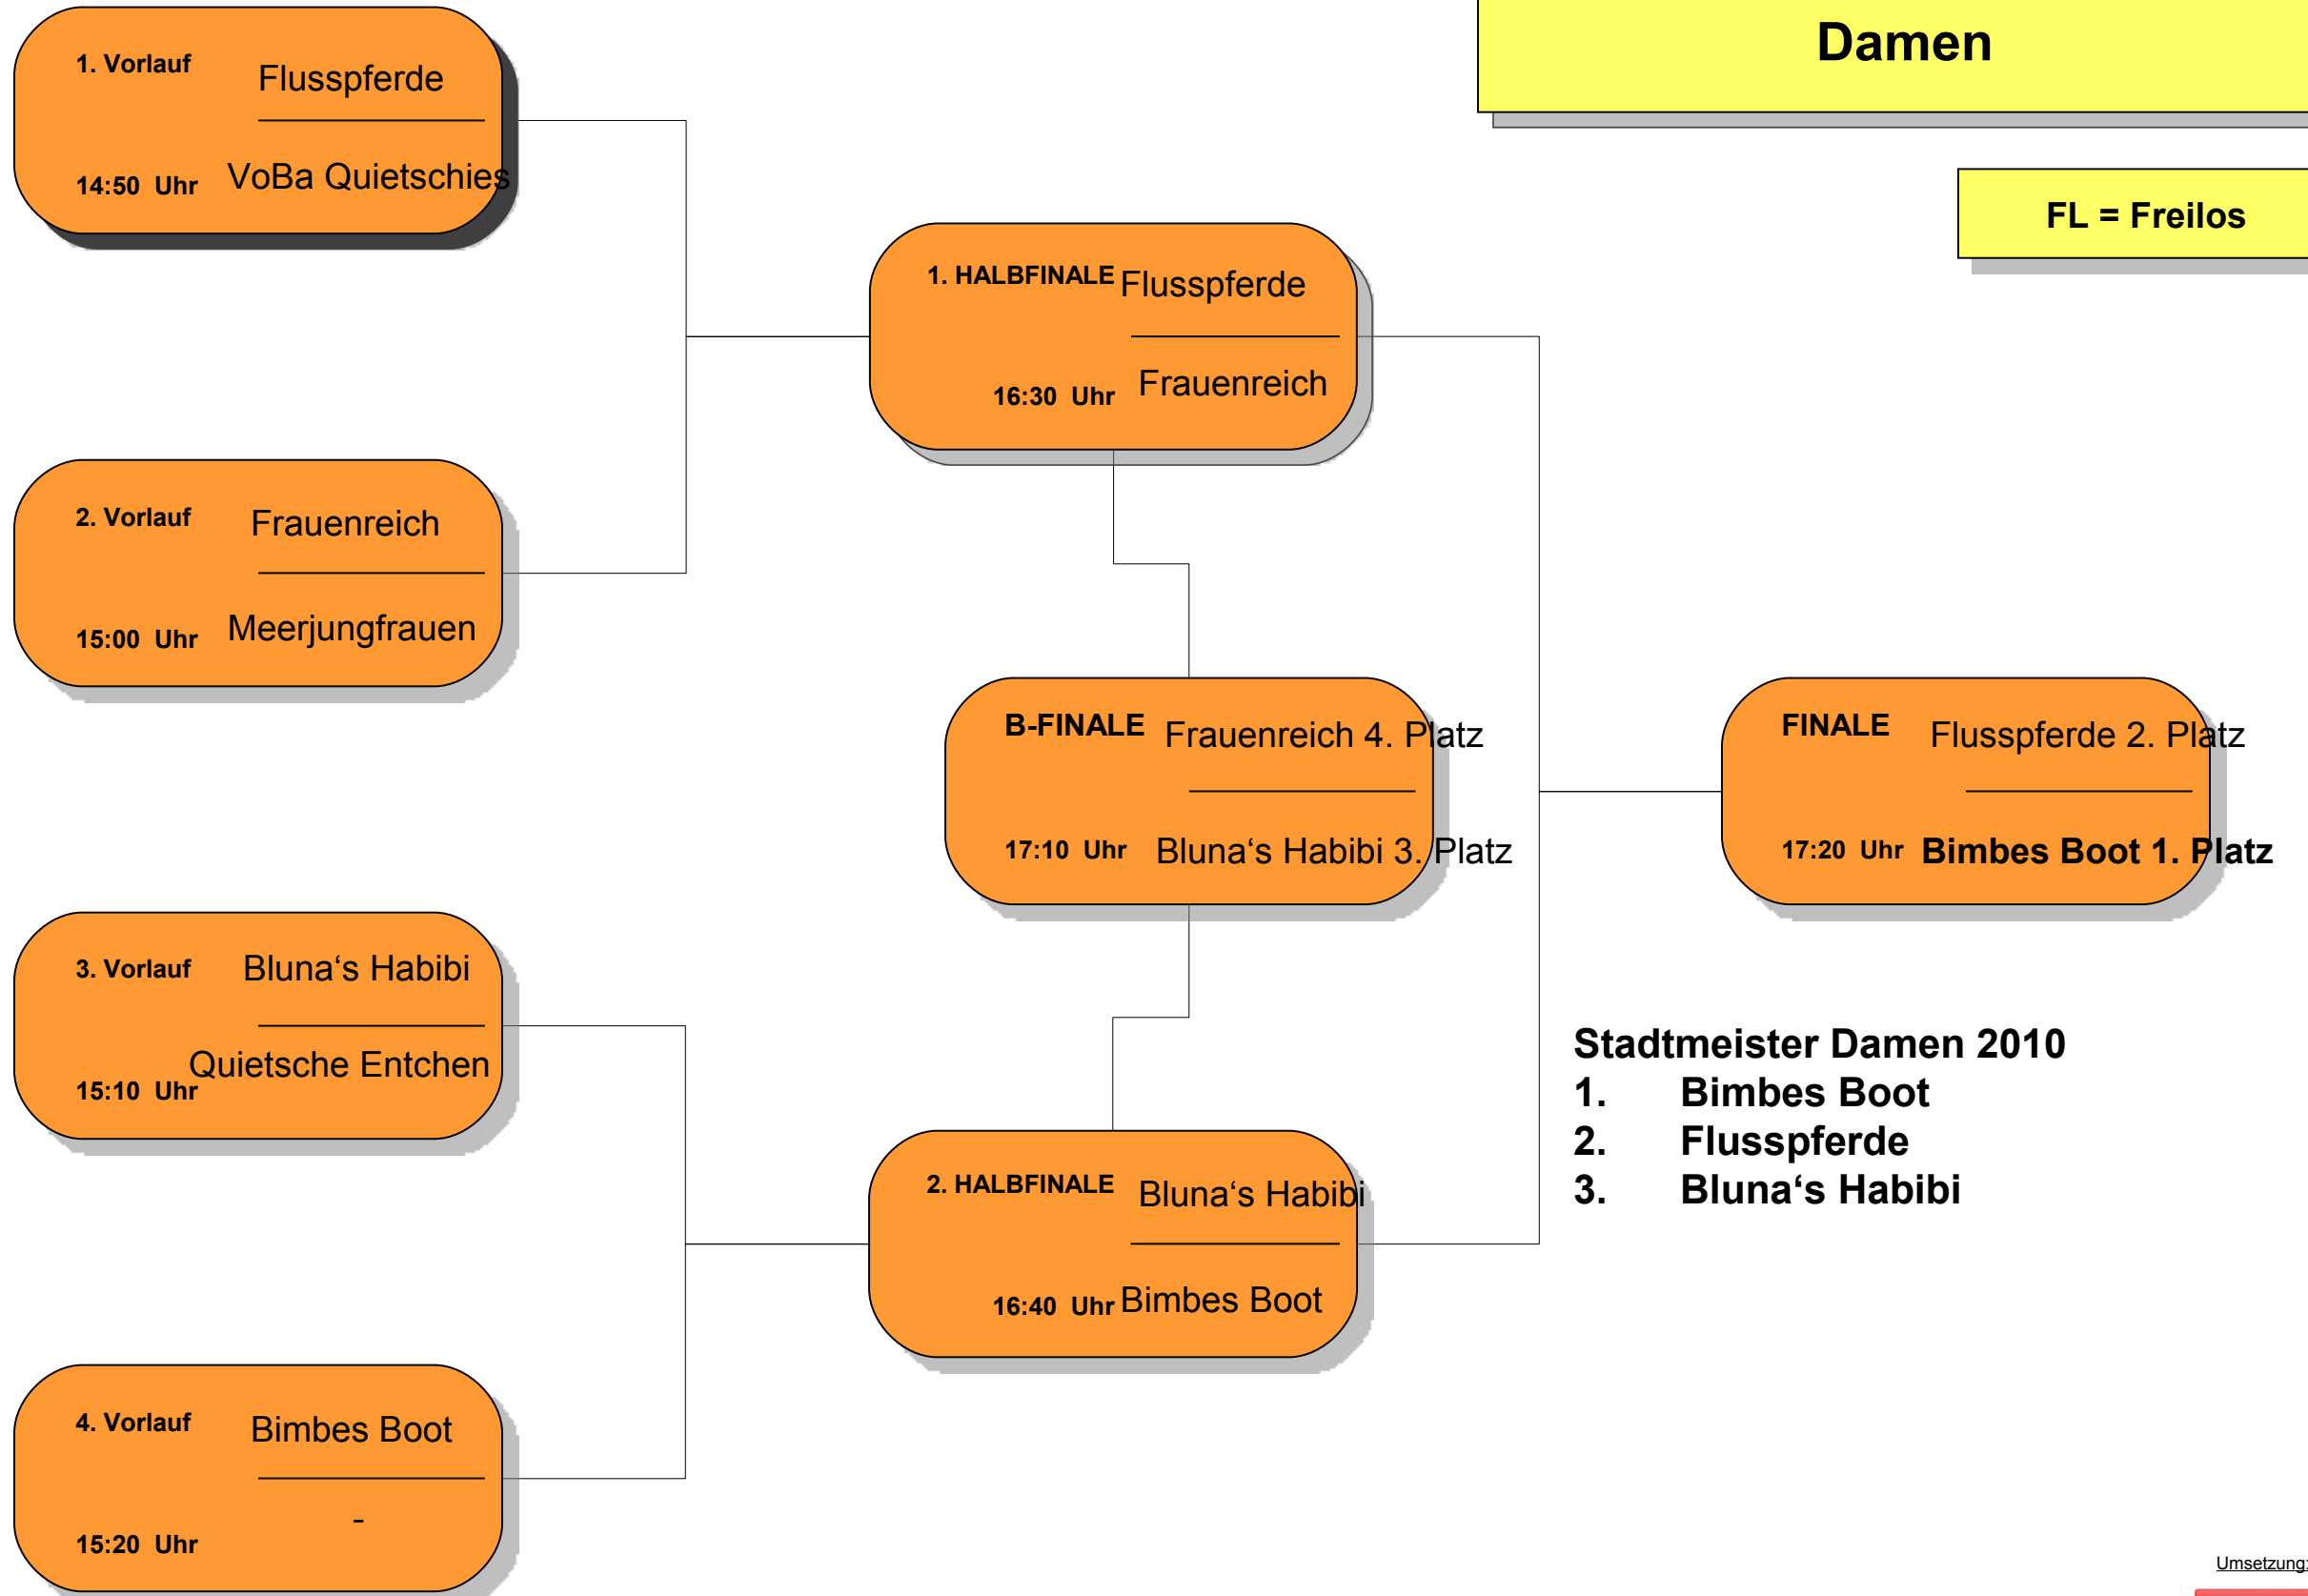 Damen
FL = Freilos
1. Vorlauf
Flusspferde
14:50 Uhr
VoBa Quietschies
2. Vorlauf
Frauenreich
15:00 Uhr
Meerjungfrauen
3. Vorlauf
Bluna‘s Habibi
Quietsche Entchen
15:10 Uhr
4. Vorlauf
Bimbes Boot
-
15:20 Uhr
1. HALBFINALE
Flusspferde
16:30 Uhr
Frauenreich
B-FINALE
Frauenreich 4. Platz
17:10 Uhr
Bluna‘s Habibi 3. Platz
2. HALBFINALE
Bluna‘s Habibi
16:40 Uhr
Bimbes Boot
FINALE
Flusspferde 2. Platz
17:20 Uhr
Bimbes Boot 1. Platz
Stadtmeister Damen 2010
1. Bimbes Boot
2. Flusspferde
3. Bluna‘s Habibi
Umsetzung: